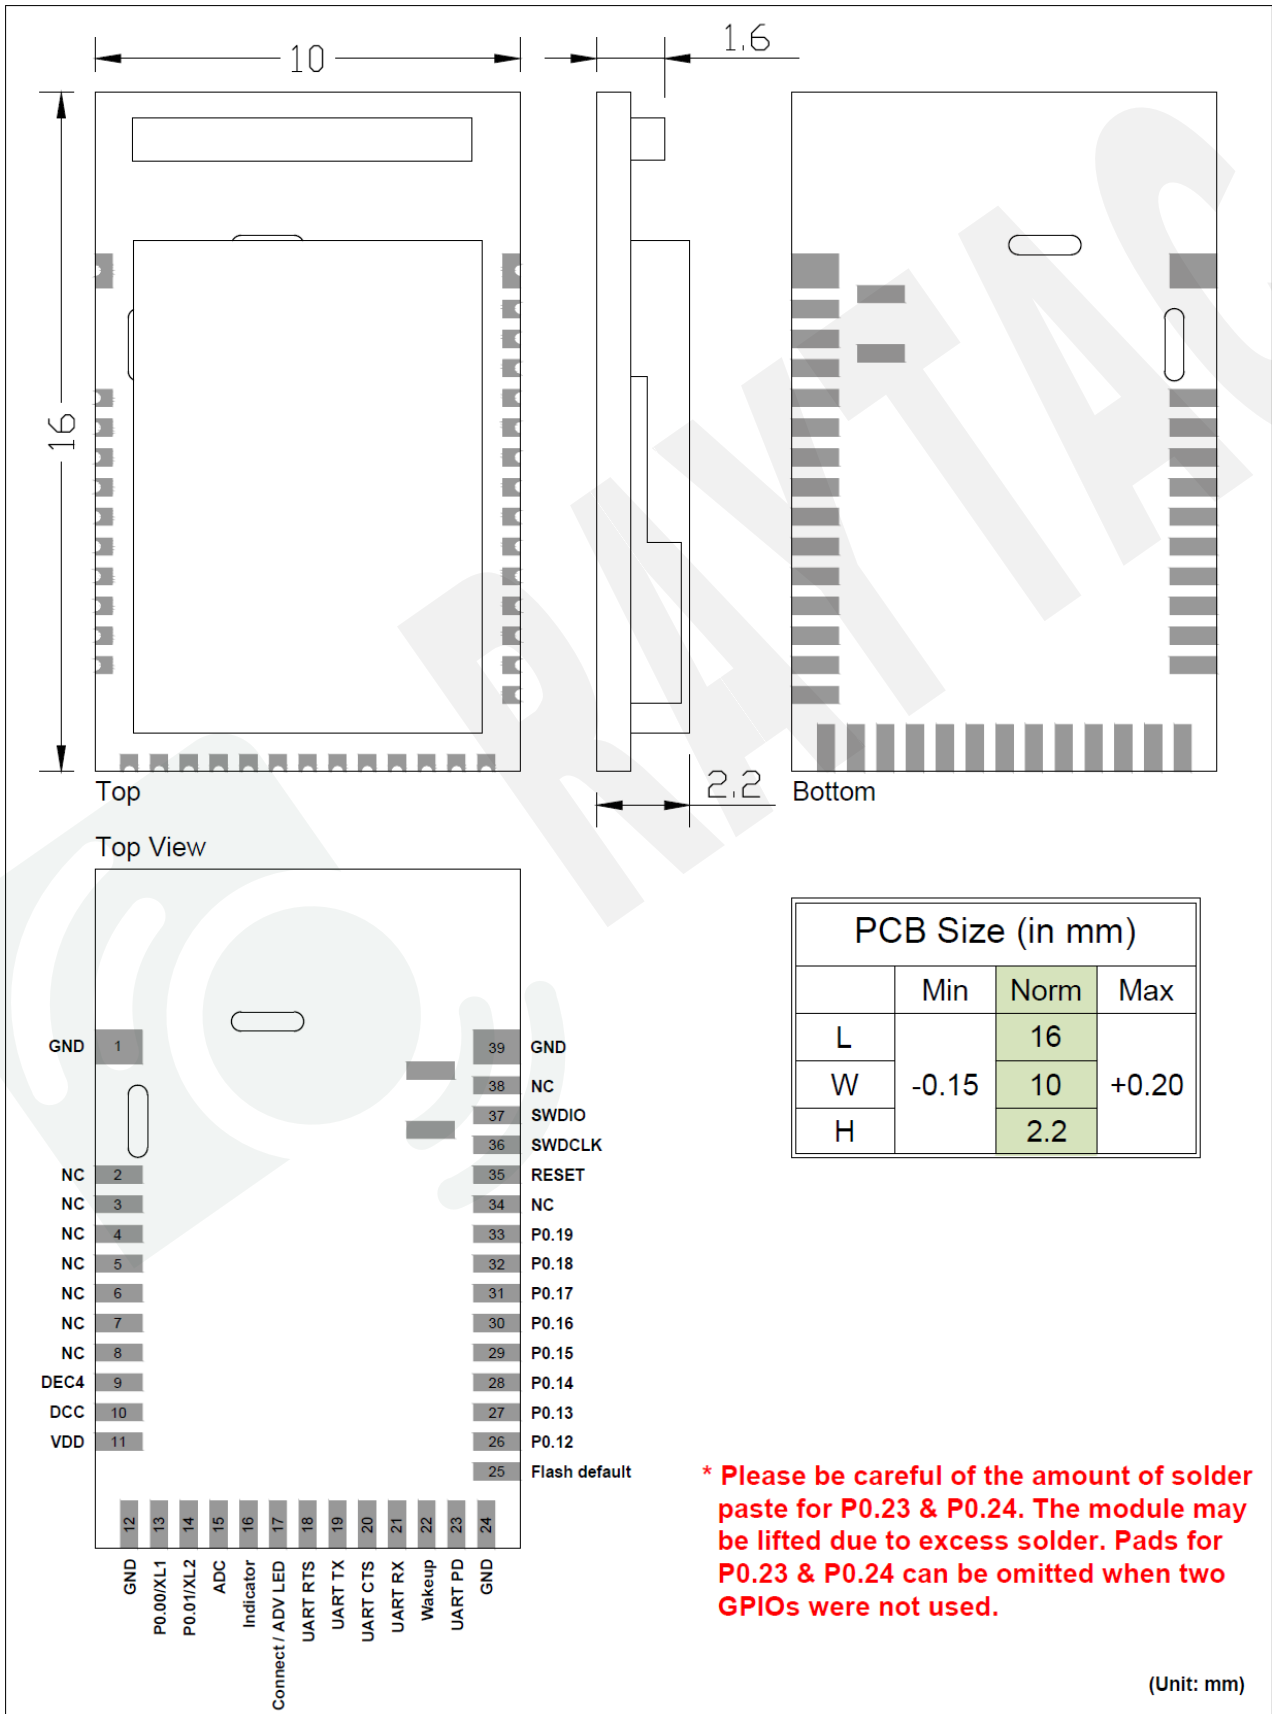 10
1.6
16
2.2
Top
Bottom
Top View
GND 1
NC 2
NC 3
NC 4
NC 5
NC 6
NC 7
NC 8
DEC4 9
DCC 10
VDD 11
39 GND
38 NC
37 SWDIO
36 SWDCLK
35 RESET
34 NC
33 P0.19
32 P0.18
31 P0.17
30 P0.16
29 P0.15
28 P0.14
27 P0.13
26 P0.12
25 Flash default
12 GND
13 P0.00/XL1
14 P0.01/XL2
15 ADC
16 Indicator
17 Connect / ADV LED
18 UART RTS
19 UART TX
20 UART CTS
21 UART RX
22 Wakeup
23 UART PD
24 GND
PCB Size (in mm)
Min Norm Max
L 16
W -0.15 10 +0.20
H 2.2
* Please be careful of the amount of solder
paste for P0.23 & P0.24. The module may
be lifted due to excess solder. Pads for
P0.23 & P0.24 can be omitted when two
GPIOs were not used.
(Unit: mm)
RAYTAC